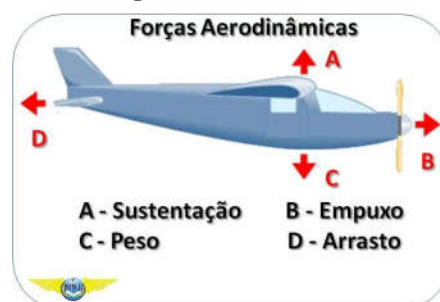 Forças Aerodinâmicas
A
D
B
C
A - Sustentação B - Empuxo
C - Peso D - Arrasto